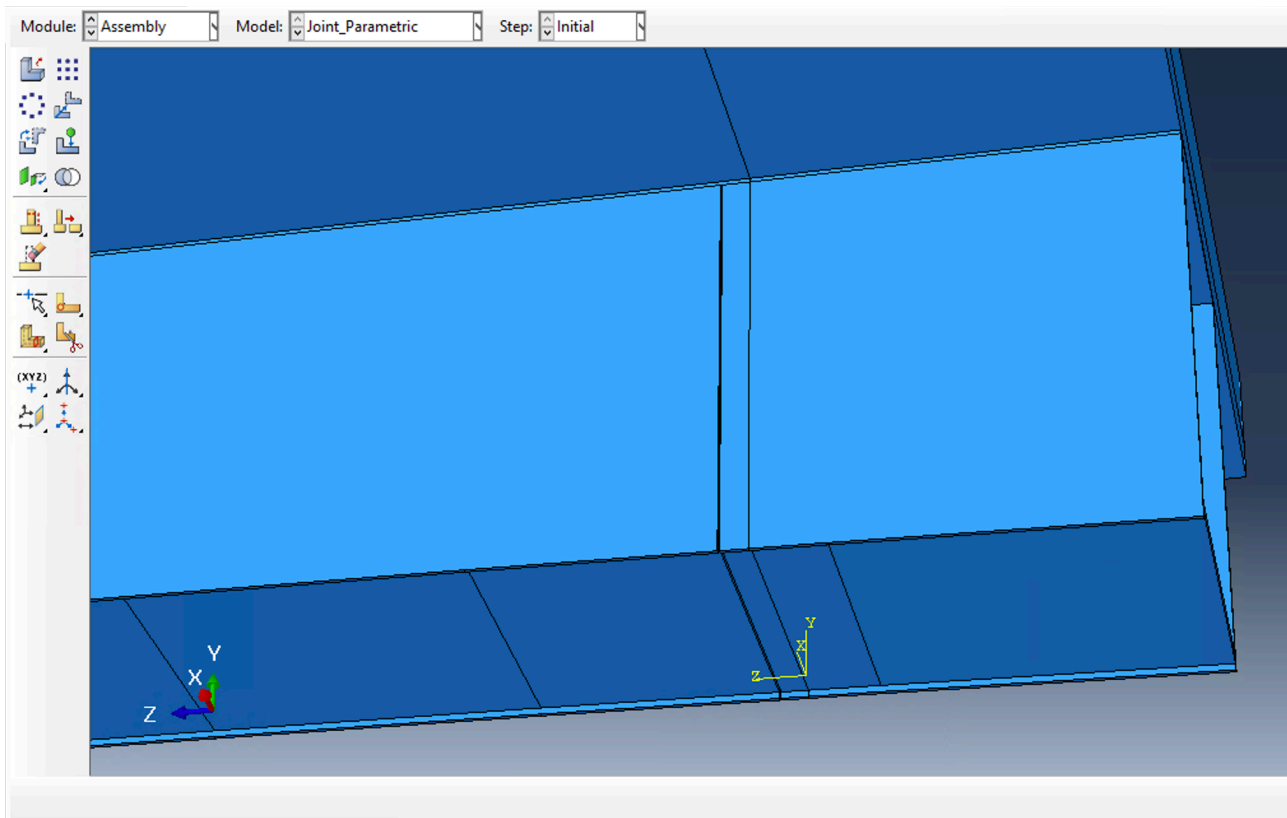 Module: Assembly Model: Joint_Parametric Step: Initial
(XYZ)
Y
X
Z
Y
X
Z